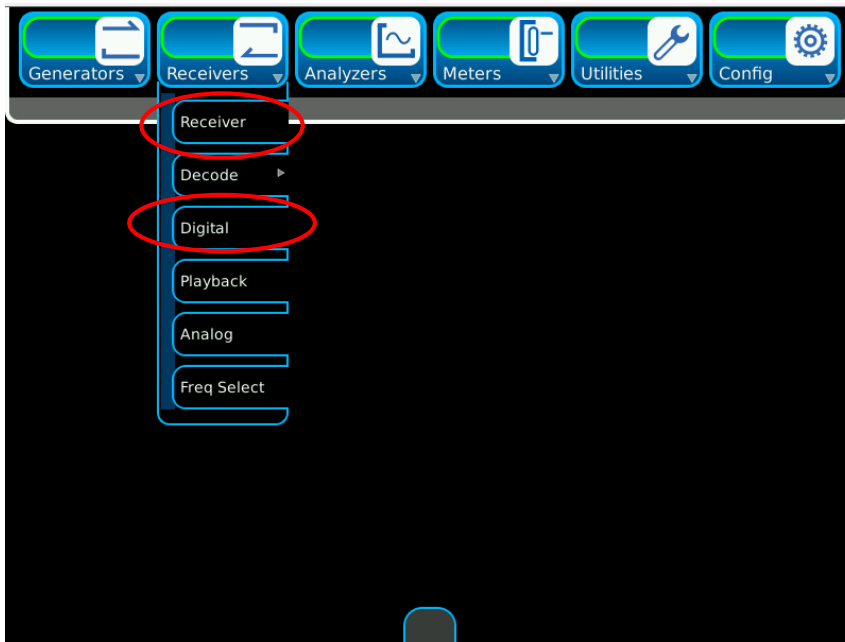 Generators
Receivers
Analyzers
Meters
Utilities
Config
Receiver
Decode
Digital
Playback
Analog
Freq Select